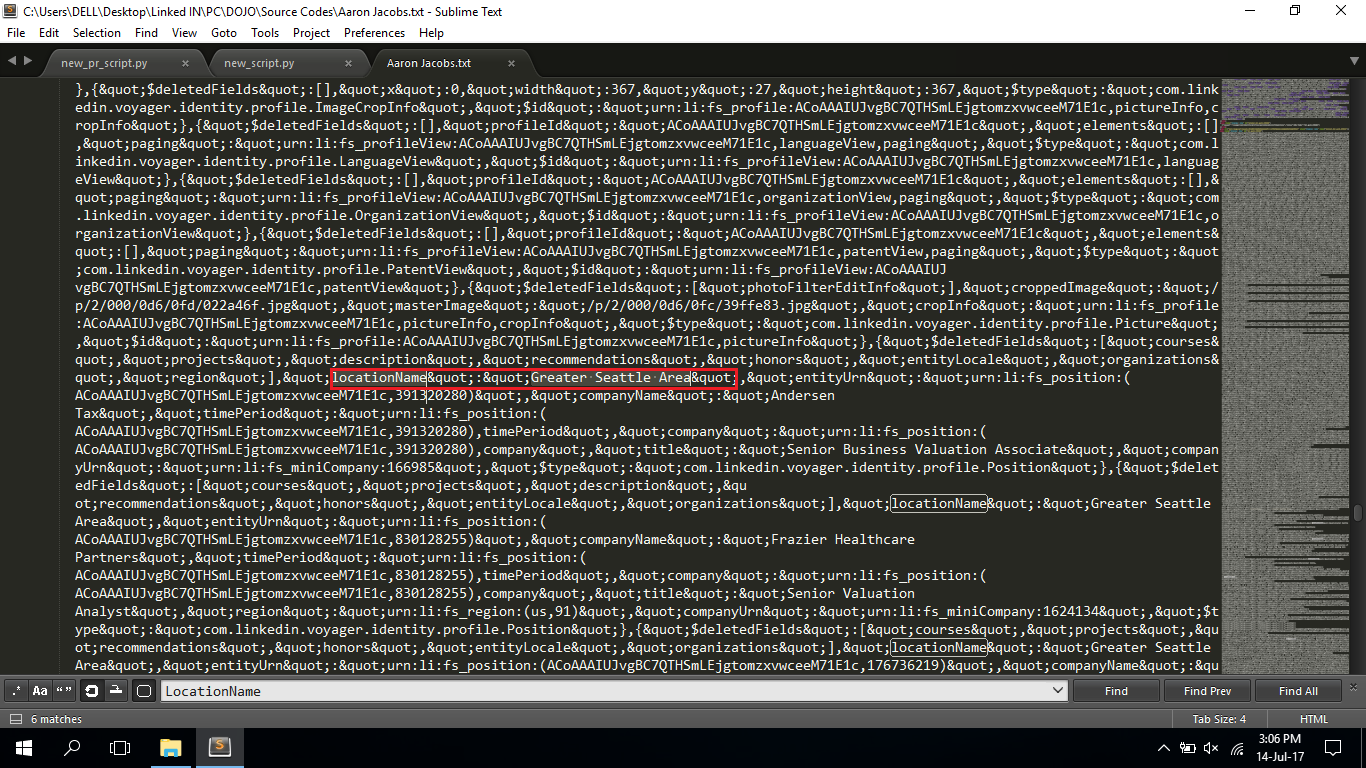 C:\Users\DELL\Desktop\Linked IN\PC\DOJO\Source Codes\Aaron Jacobs.txt - Sublime Text
File Edit Selection Find View Goto Tools Project Preferences Help
new_pr_script.py × new_script.py × Aaron Jacobs.txt ×
},{&quot;$deletedFields&quot;:[],&quot;x&quot;:0,&quot;width&quot;:367,&quot;y&quot;:27,&quot;height&quot;:367,&quot;$type&quot;:&quot;com.link
edin.voyager.identity.profile.ImageCropInfo&quot;,&quot;$id&quot;:&quot;urn:li:fs_profile:ACoAAAIUJvgBC7QTHSmLEjgtomzxvwceeM71E1c,pictureInfo,c
ropInfo&quot;},{&quot;$deletedFields&quot;:[],&quot;profileId&quot;:&quot;ACoAAAIUJvgBC7QTHSmLEjgtomzxvwceeM71E1c&quot;,&quot;elements&quot;:[]
,&quot;paging&quot;:&quot;urn:li:fs_profileView:ACoAAAIUJvgBC7QTHSmLEjgtomzxvwceeM71E1c,languageView,paging&quot;,&quot;$type&quot;:&quot;com.l
inkedin.voyager.identity.profile.LanguageView&quot;,&quot;$id&quot;:&quot;urn:li:fs_profileView:ACoAAAIUJvgBC7QTHSmLEjgtomzxvwceeM71E1c,languag
eView&quot;},{&quot;$deletedFields&quot;:[],&quot;profileId&quot;:&quot;ACoAAAIUJvgBC7QTHSmLEjgtomzxvwceeM71E1c&quot;,&quot;elements&quot;:[],&
quot;paging&quot;:&quot;urn:li:fs_profileView:ACoAAAIUJvgBC7QTHSmLEjgtomzxvwceeM71E1c,organizationView,paging&quot;,&quot;$type&quot;:&quot;com
.linkedin.voyager.identity.profile.OrganizationView&quot;,&quot;$id&quot;:&quot;urn:li:fs_profileView:ACoAAAIUJvgBC7QTHSmLEjgtomzxvwceeM71E1c,o
rganizationView&quot;},{&quot;$deletedFields&quot;:[],&quot;profileId&quot;:&quot;ACoAAAIUJvgBC7QTHSmLEjgtomzxvwceeM71E1c&quot;,&quot;elements&
quot;:[],&quot;paging&quot;:&quot;urn:li:fs_profileView:ACoAAAIUJvgBC7QTHSmLEjgtomzxvwceeM71E1c,patentView,paging&quot;,&quot;$type&quot;:&quot
;com.linkedin.voyager.identity.profile.PatentView&quot;,&quot;$id&quot;:&quot;urn:li:fs_profileView:ACoAAAIUJ
vgBC7QTHSmLEjgtomzxvwceeM71E1c,patentView&quot;},{&quot;$deletedFields&quot;:[&quot;photoFilterEditInfo&quot;],&quot;croppedImage&quot;:&quot;/
p/2/000/0d6/0fd/022a46f.jpg&quot;,&quot;masterImage&quot;:&quot;/p/2/000/0d6/0fc/39ffe83.jpg&quot;,&quot;cropInfo&quot;:&quot;urn:li:fs_profile
:ACoAAAIUJvgBC7QTHSmLEjgtomzxvwceeM71E1c,pictureInfo,cropInfo&quot;,&quot;$type&quot;:&quot;com.linkedin.voyager.identity.profile.Picture&quot;
,&quot;$id&quot;:&quot;urn:li:fs_profile:ACoAAAIUJvgBC7QTHSmLEjgtomzxvwceeM71E1c,pictureInfo&quot;},{&quot;$deletedFields&quot;:[&quot;courses&
quot;,&quot;projects&quot;,&quot;description&quot;,&quot;recommendations&quot;,&quot;honors&quot;,&quot;entityLocale&quot;,&quot;organizations&
quot;,&quot;region&quot;],&quot;locationName&quot;:&quot;Greater Seattle Area&quot;,&quot;entityUrn&quot;:&quot;urn:li:fs_position:(
ACoAAAIUJvgBC7QTHSmLEjgtomzxvwceeM71E1c,391320280)&quot;,&quot;companyName&quot;:&quot;Andersen
Tax&quot;,&quot;timePeriod&quot;:&quot;urn:li:fs_position:(
ACoAAAIUJvgBC7QTHSmLEjgtomzxvwceeM71E1c,391320280),timePeriod&quot;,&quot;company&quot;:&quot;urn:li:fs_position:(
ACoAAAIUJvgBC7QTHSmLEjgtomzxvwceeM71E1c,391320280),company&quot;,&quot;title&quot;:&quot;Senior Business Valuation Associate&quot;,&quot;compan
yUrn&quot;:&quot;urn:li:fs_miniCompany:166985&quot;,&quot;$type&quot;:&quot;com.linkedin.voyager.identity.profile.Position&quot;},{&quot;$delet
edFields&quot;:[&quot;courses&quot;,&quot;projects&quot;,&quot;description&quot;,&qu
ot;recommendations&quot;,&quot;honors&quot;,&quot;entityLocale&quot;,&quot;organizations&quot;],&quot;locationName&quot;:&quot;Greater Seattle
Area&quot;,&quot;entityUrn&quot;:&quot;urn:li:fs_position:(
ACoAAAIUJvgBC7QTHSmLEjgtomzxvwceeM71E1c,830128255)&quot;,&quot;companyName&quot;:&quot;Frazier Healthcare
Partners&quot;,&quot;timePeriod&quot;:&quot;urn:li:fs_position:(
ACoAAAIUJvgBC7QTHSmLEjgtomzxvwceeM71E1c,830128255),timePeriod&quot;,&quot;company&quot;:&quot;urn:li:fs_position:(
ACoAAAIUJvgBC7QTHSmLEjgtomzxvwceeM71E1c,830128255),company&quot;,&quot;title&quot;:&quot;Senior Valuation
Analyst&quot;,&quot;region&quot;:&quot;urn:li:fs_region:(us,91)&quot;,&quot;companyUrn&quot;:&quot;urn:li:fs_miniCompany:1624134&quot;,&quot;$t
ype&quot;:&quot;com.linkedin.voyager.identity.profile.Position&quot;},{&quot;$deletedFields&quot;:[&quot;courses&quot;,&quot;projects&quot;,&qu
ot;recommendations&quot;,&quot;honors&quot;,&quot;entityLocale&quot;,&quot;organizations&quot;],&quot;locationName&quot;:&quot;Greater Seattle
Area&quot;,&quot;entityUrn&quot;:&quot;urn:li:fs_position:(ACoAAAIUJvgBC7QTHSmLEjgtomzxvwceeM71E1c,176736219)&quot;,&quot;companyName&quot;:&qu
.* Aa “” LocationName Find Find Prev Find All
6 matches Tab Size: 4 HTML
3:06 PM
14-Jul-17